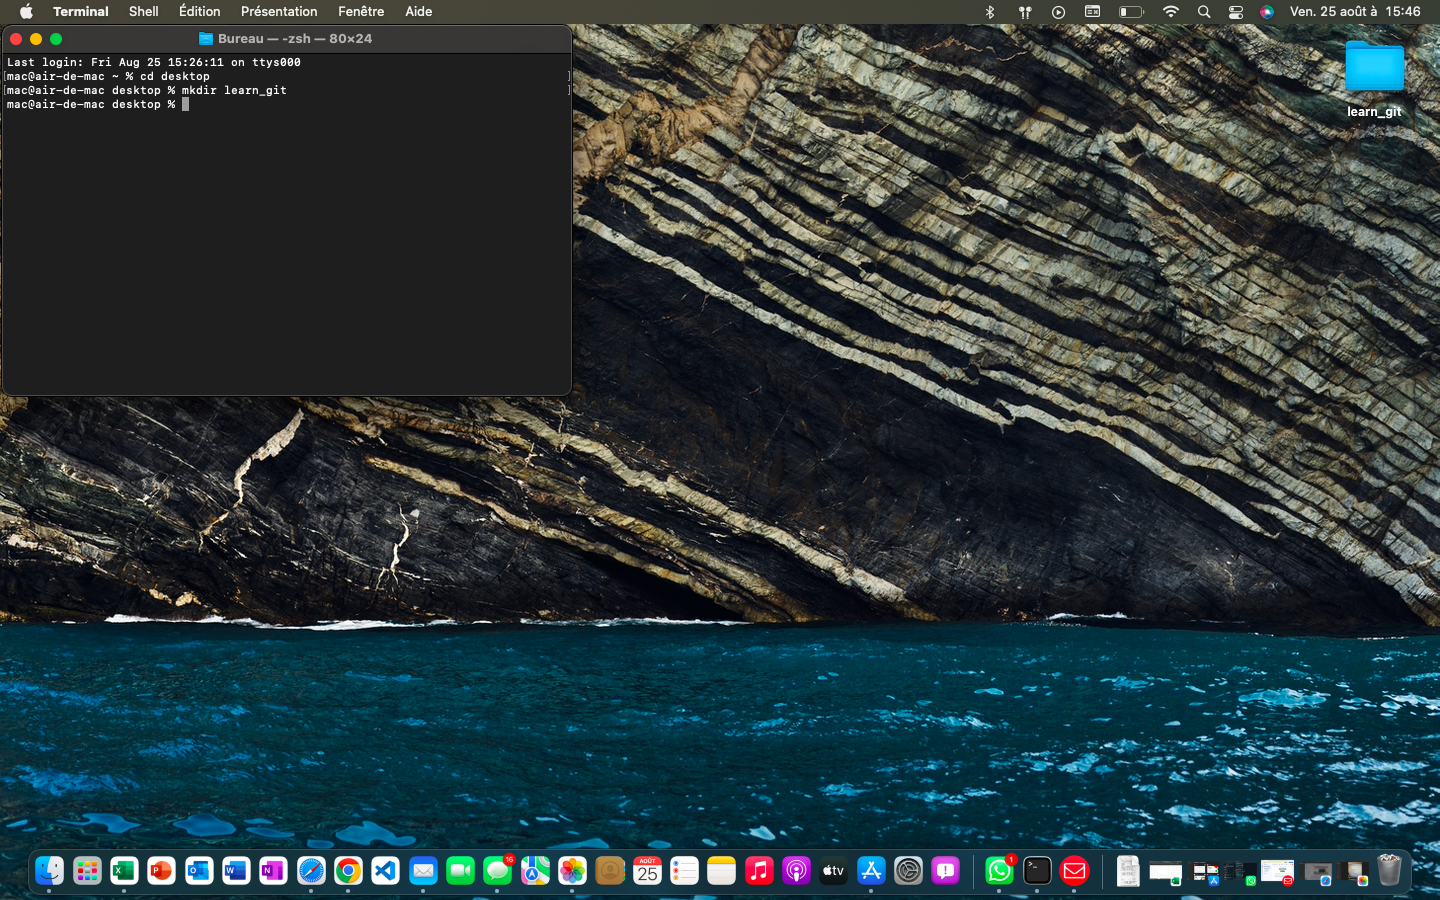 Terminal Shell Édition Présentation Fenêtre Aide Ven. 25 août à 15:46
Bureau — -zsh — 80×24
Last login: Fri Aug 25 15:26:11 on ttys000
[mac@air-de-mac ~ % cd desktop ]
[mac@air-de-mac desktop % mkdir learn_git ]
mac@air-de-mac desktop %
learn_git
16
AOÛT
25
tv
1